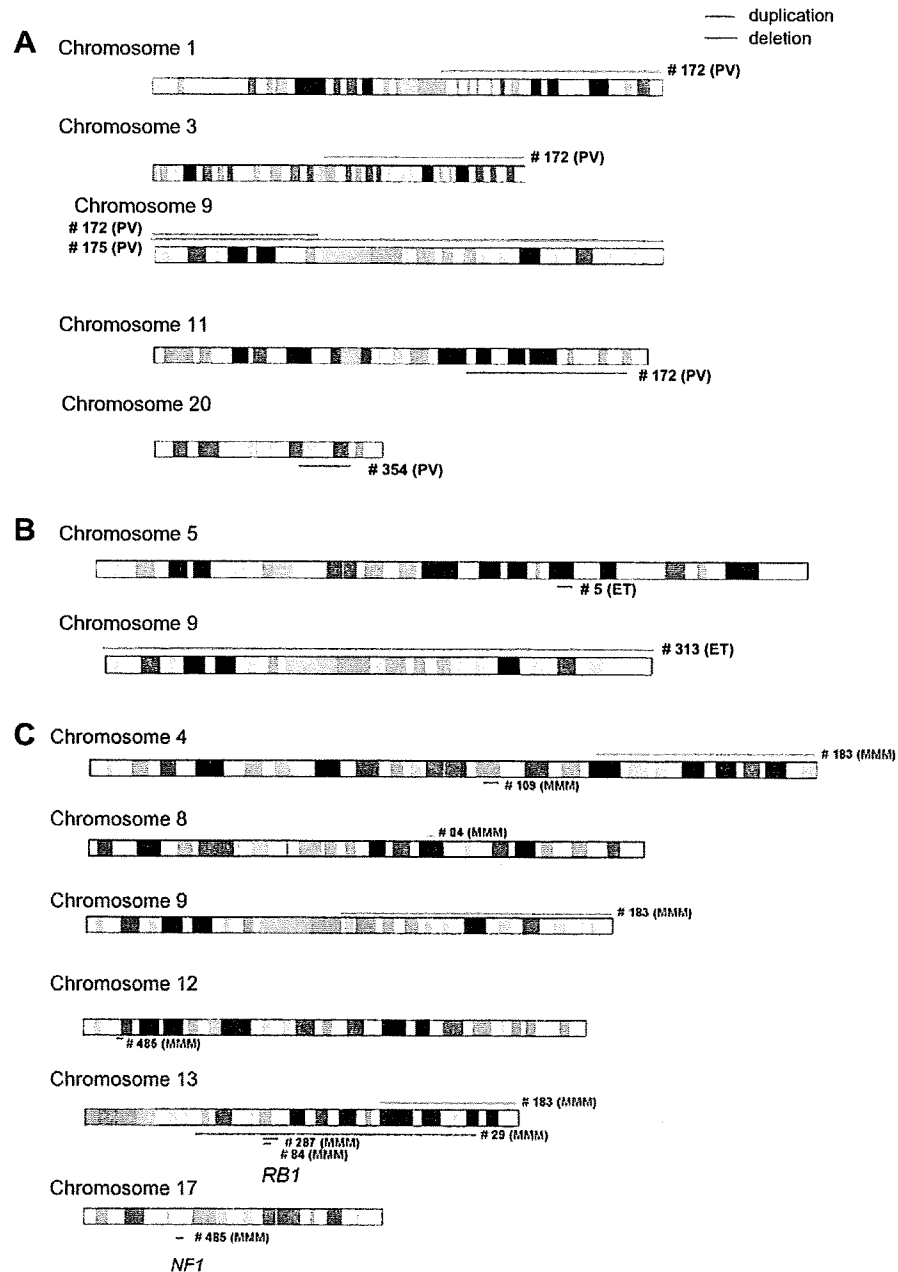 duplication
deletion
A Chromosome 1
# 172 (PV)
Chromosome 3
# 172 (PV)
Chromosome 9
# 172 (PV)
# 175 (PV)
Chromosome 11
# 172 (PV)
Chromosome 20
# 354 (PV)
B Chromosome 5
# 5 (ET)
Chromosome 9
# 313 (ET)
C Chromosome 4
# 183 (MMM)
# 109 (MMM)
Chromosome 8
# 84 (MMM)
Chromosome 9
# 183 (MMM)
Chromosome 12
# 485 (MMM)
Chromosome 13
# 183 (MMM)
# 29 (MMM)
# 287 (MMM)
# 84 (MMM)
RB1
Chromosome 17
# 485 (MMM)
NF1